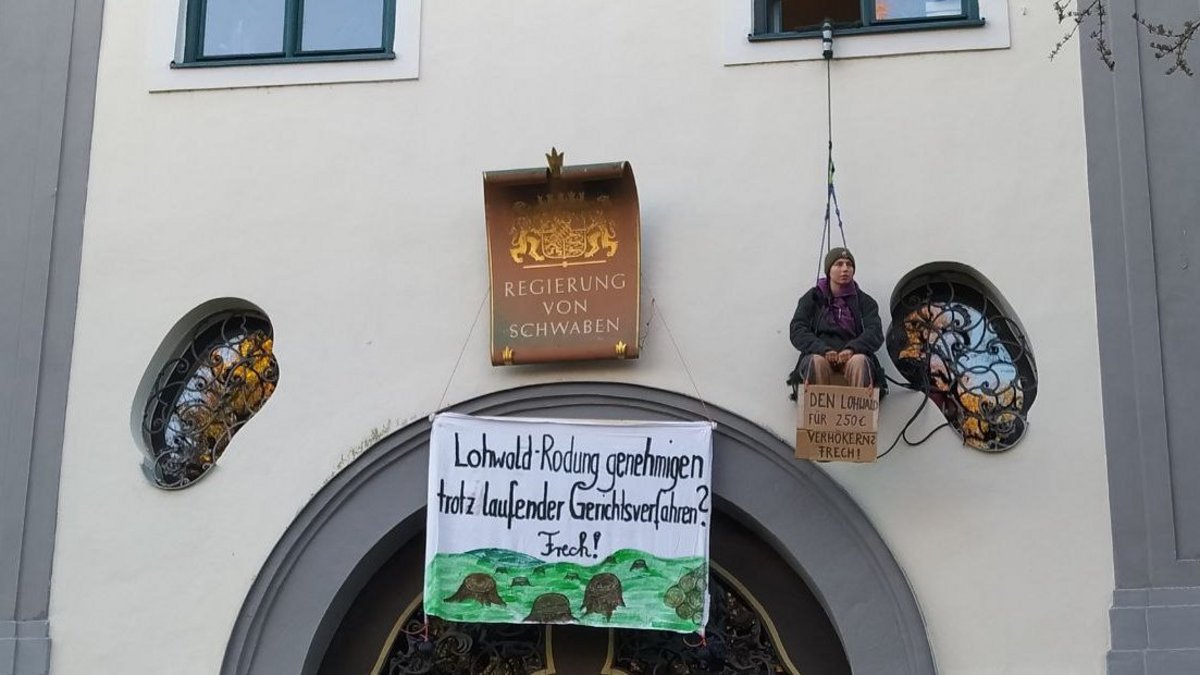 REGIERUNG
VON
SCHWABEN
DEN LOHWALD
FÜR 250€
VERHÖKERN?
FRECH!
Lohwald-Rodung genehmigen
trotz laufender Gerichtsverfahren?
Frech!